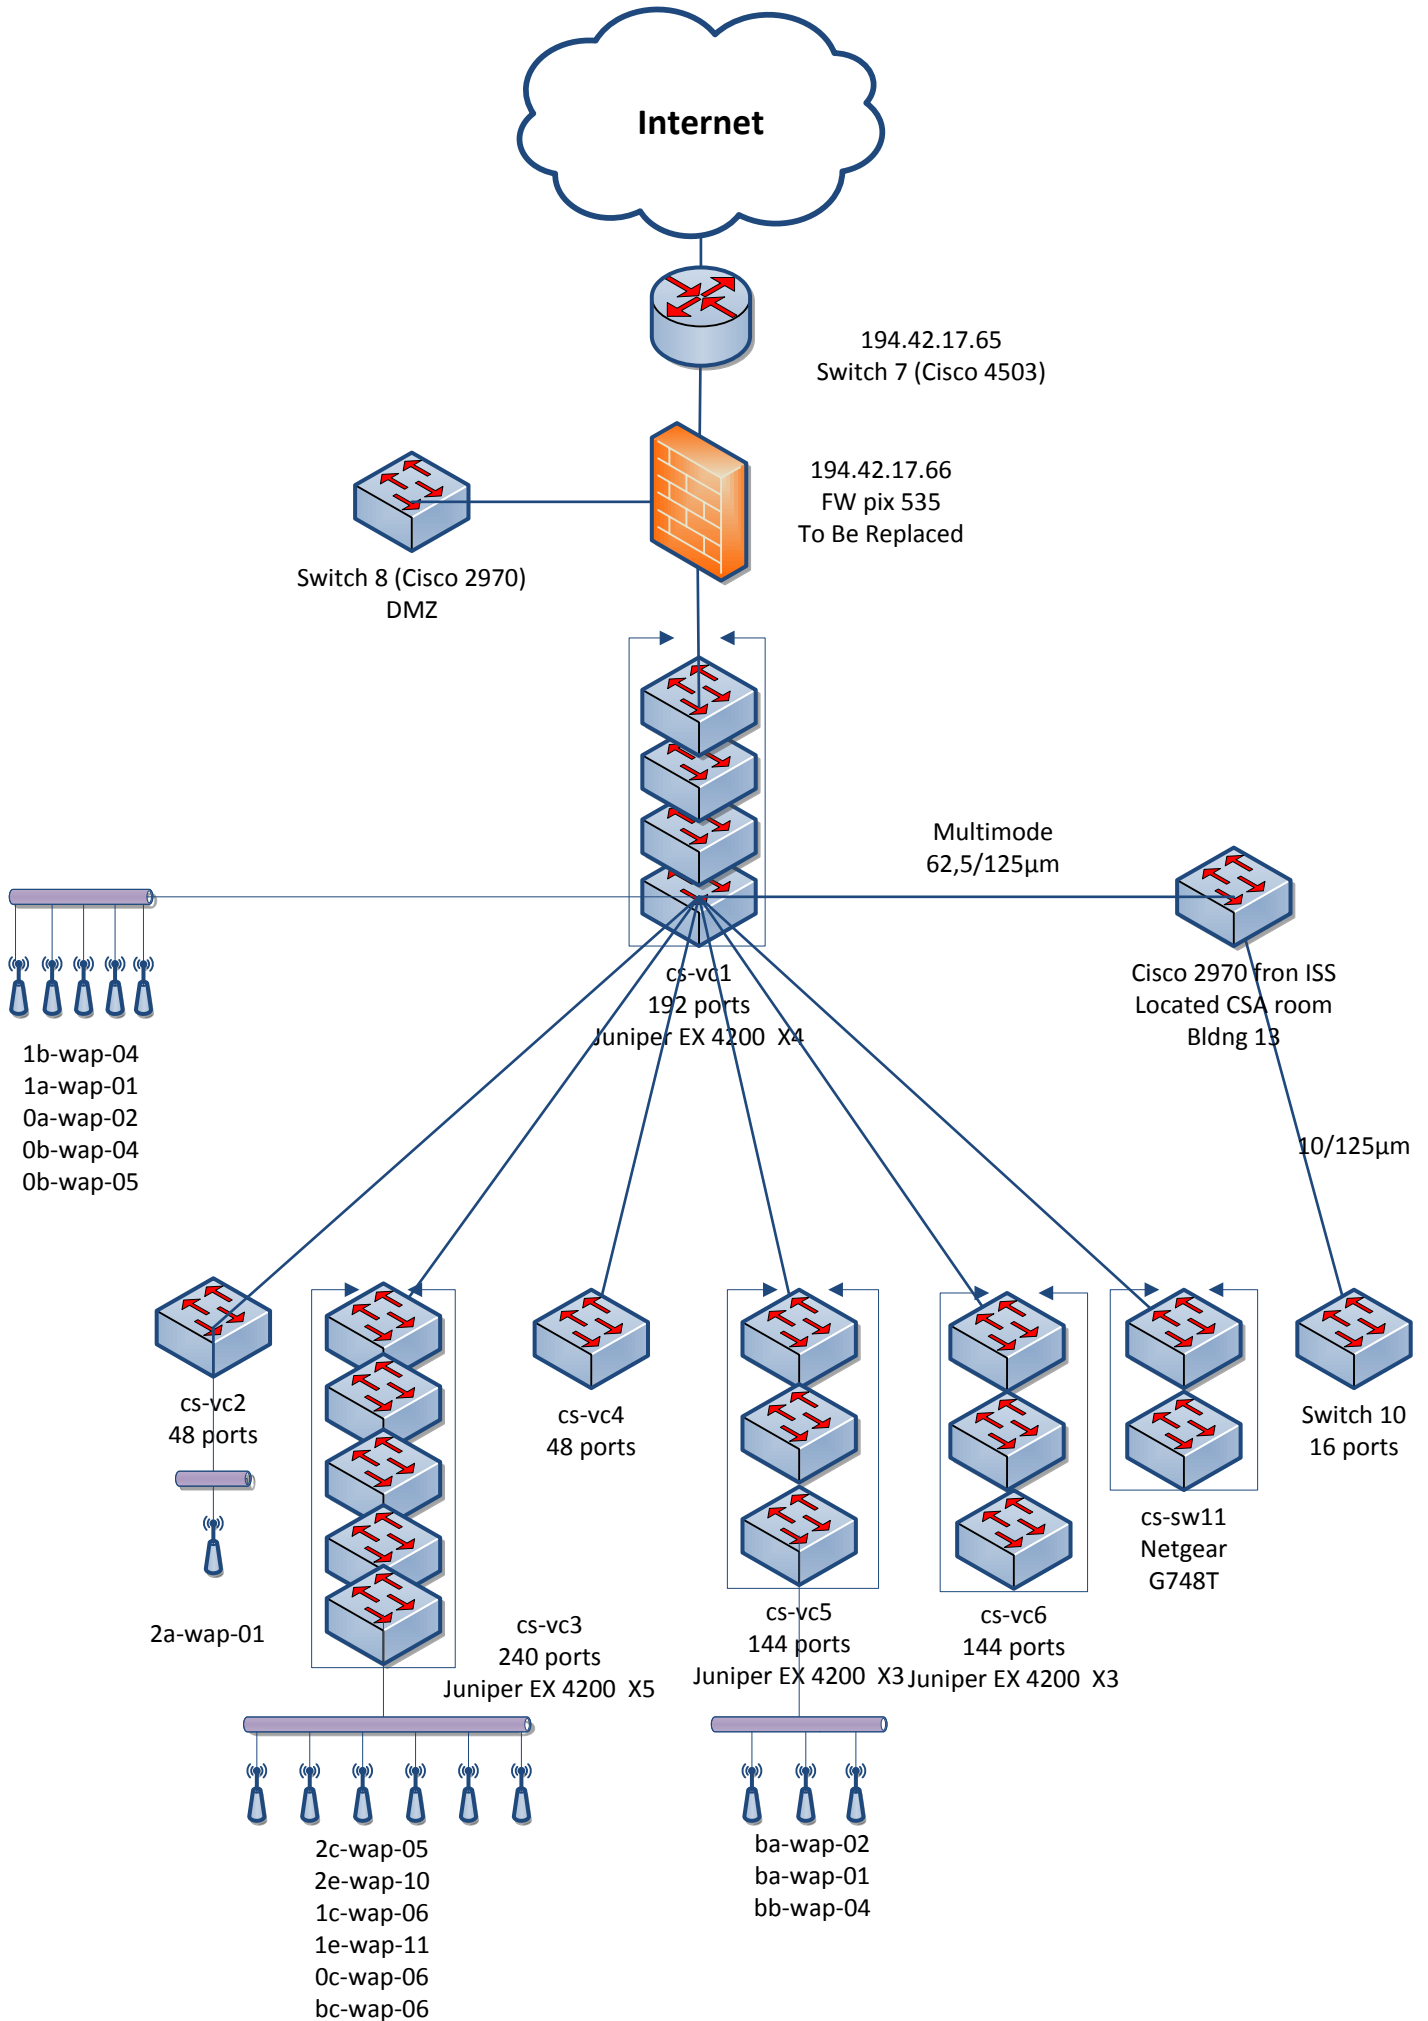 Internet
194.42.17.65
Switch 7 (Cisco 4503)
194.42.17.66
FW pix 535
To Be Replaced
Switch 8 (Cisco 2970)
DMZ
Multimode
62,5/125µm
cs-vc1
192 ports
Juniper EX 4200  X4
Cisco 2970 fron ISS
Located CSA room
Bldng 13
1b-wap-04
1a-wap-01
0a-wap-02
0b-wap-04
0b-wap-05
10/125µm
cs-vc2
48 ports
cs-vc4
48 ports
Switch 10
16 ports
cs-sw11
Netgear
G748T
2a-wap-01
cs-vc3
240 ports
Juniper EX 4200  X5
cs-vc5
144 ports
Juniper EX 4200  X3
cs-vc6
144 ports
Juniper EX 4200  X3
2c-wap-05
2e-wap-10
1c-wap-06
1e-wap-11
0c-wap-06
bc-wap-06
ba-wap-02
ba-wap-01
bb-wap-04